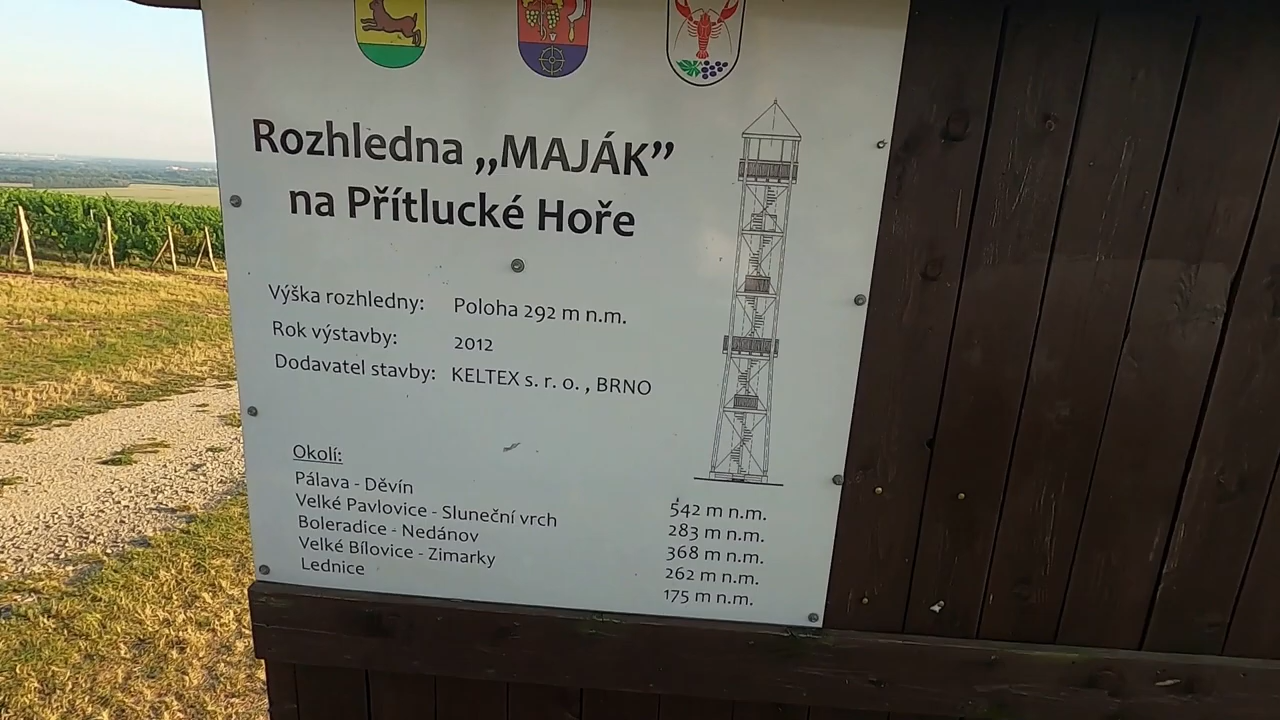 Rozhledna „MAJÁK”
na Přítlucké Hoře
Výška rozhledny: Poloha 292 m n.m.
Rok výstavby: 2012
Dodavatel stavby: KELTEX s. r. o. , BRNO
Okolí:
Pálava - Děvín 542 m n.m.
Velké Pavlovice - Sluneční vrch 283 m n.m.
Boleradice - Nedánov 368 m n.m.
Velké Bílovice - Zimarky 262 m n.m.
Lednice 175 m n.m.